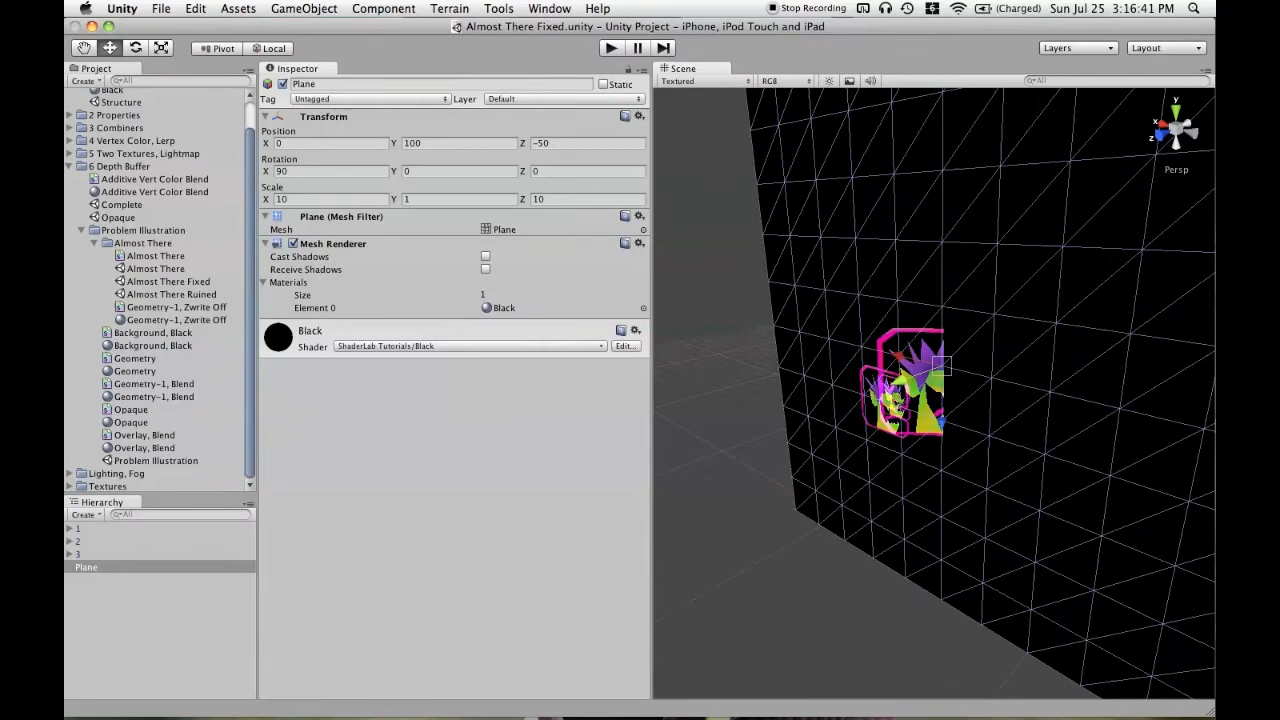 Unity File Edit Assets GameObject Component Terrain Tools Window Help Stop Recording (Charged) Sun Jul 25 3:16:41 PM
Almost There Fixed.unity – Unity Project – iPhone, iPod Touch and iPad
Pivot Local Layers Layout
Project
Create All
Black
Structure
2 Properties
3 Combiners
4 Vertex Color, Lerp
5 Two Textures, Lightmap
6 Depth Buffer
Additive Vert Color Blend
Additive Vert Color Blend
Complete
Opaque
Problem Illustration
Almost There
Almost There
Almost There
Almost There Fixed
Almost There Ruined
Geometry-1, Zwrite Off
Geometry-1, Zwrite Off
Background, Black
Background, Black
Geometry
Geometry
Geometry-1, Blend
Geometry-1, Blend
Opaque
Opaque
Overlay, Blend
Overlay, Blend
Problem Illustration
Lighting, Fog
Textures
Hierarchy
Create All
1
2
3
Plane
Inspector
Plane Static
Tag Untagged Layer Default
Transform
Position
X 0 Y 100 Z -50
Rotation
X 90 Y 0 Z 0
Scale
X 10 Y 1 Z 10
Plane (Mesh Filter)
Mesh Plane
Mesh Renderer
Cast Shadows
Receive Shadows
Materials
Size 1
Element 0 Black
Black
Shader ShaderLab Tutorials/Black Edit...
Scene
Textured RGB All
y
x
z
Persp